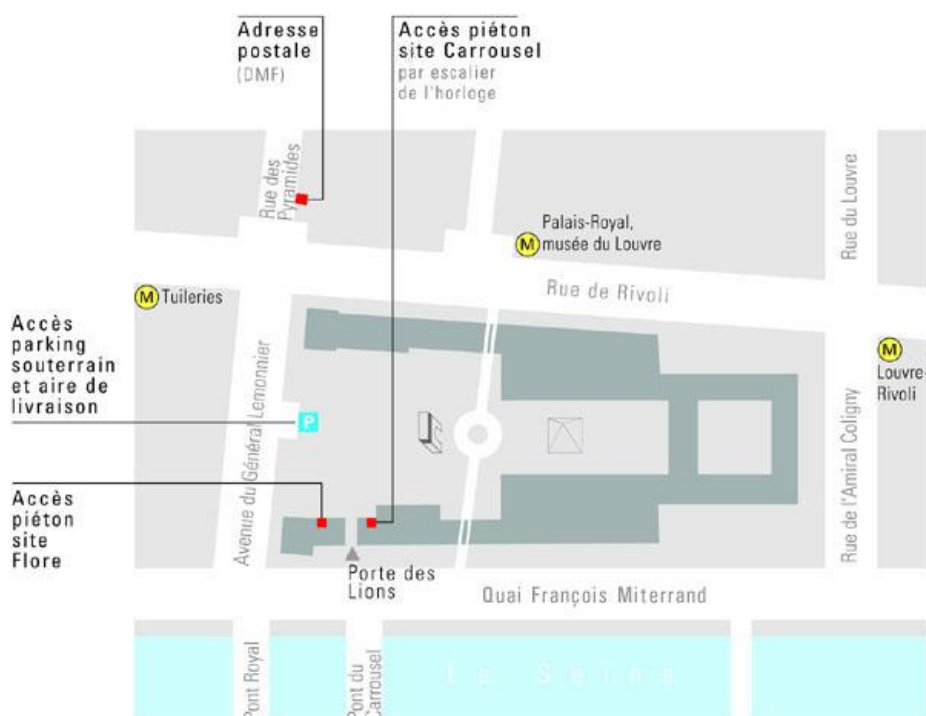 Adresse
postale
(DMF)
Accès piéton
site Carrousel
par escalier
de l'horloge
Rue des
Pyramides
Rue du Louvre
Palais-Royal,
musée du Louvre
M
Rue de Rivoli
M
Tuileries
Accès
parking
souterrain
et aire de
livraison
P
M
Louvre-
Rivoli
Avenue du Général Lemonnier
Rue de l'Amiral Coligny
Accès
piéton
site
Flore
Porte des
Lions
Quai François Miterrand
Pont Royal
Pont du
Carrousel
La Seine